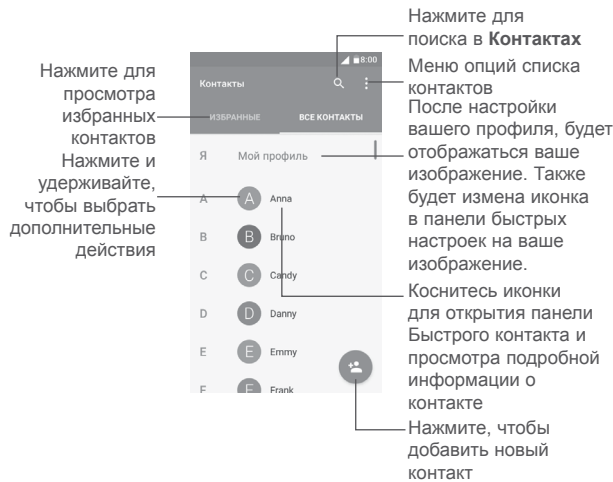 Нажмите для
просмотра
избранных
контактов
Нажмите и
удерживайте,
чтобы выбрать
дополнительные
действия
8:00
Контакты
ИЗБРАННЫЕ ВСЕ КОНТАКТЫ
Я Мой профиль
A A Anna
B B Bruno
C C Candy
D D Danny
E E Emmy
F F Frank
Нажмите для
поиска в Контактах
Меню опций списка
контактов
После настройки
вашего профиля, будет
отображаться ваше
изображение. Также
будет измена иконка
в панели быстрых
настроек на ваше
изображение.
Коснитесь иконки
для открытия панели
Быстрого контакта и
просмотра подробной
информации о
контакте
Нажмите, чтобы
добавить новый
контакт